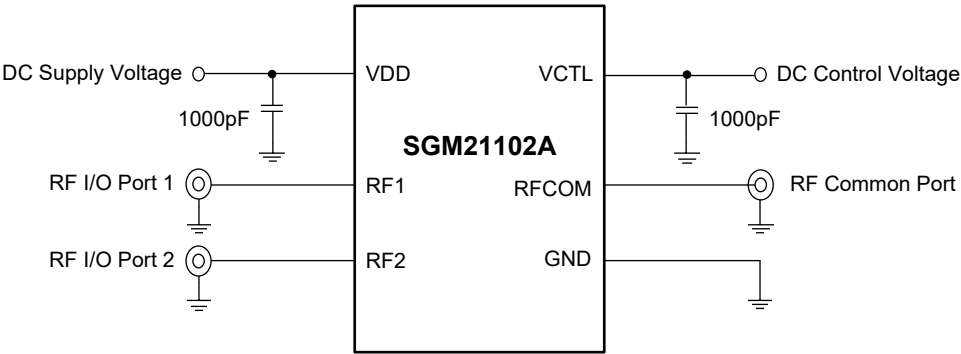 DC Supply Voltage
VDD
VCTL
DC Control Voltage
1000pF
1000pF
SGM21102A
RF I/O Port 1
RF1
RFCOM
RF Common Port
RF I/O Port 2
RF2
GND